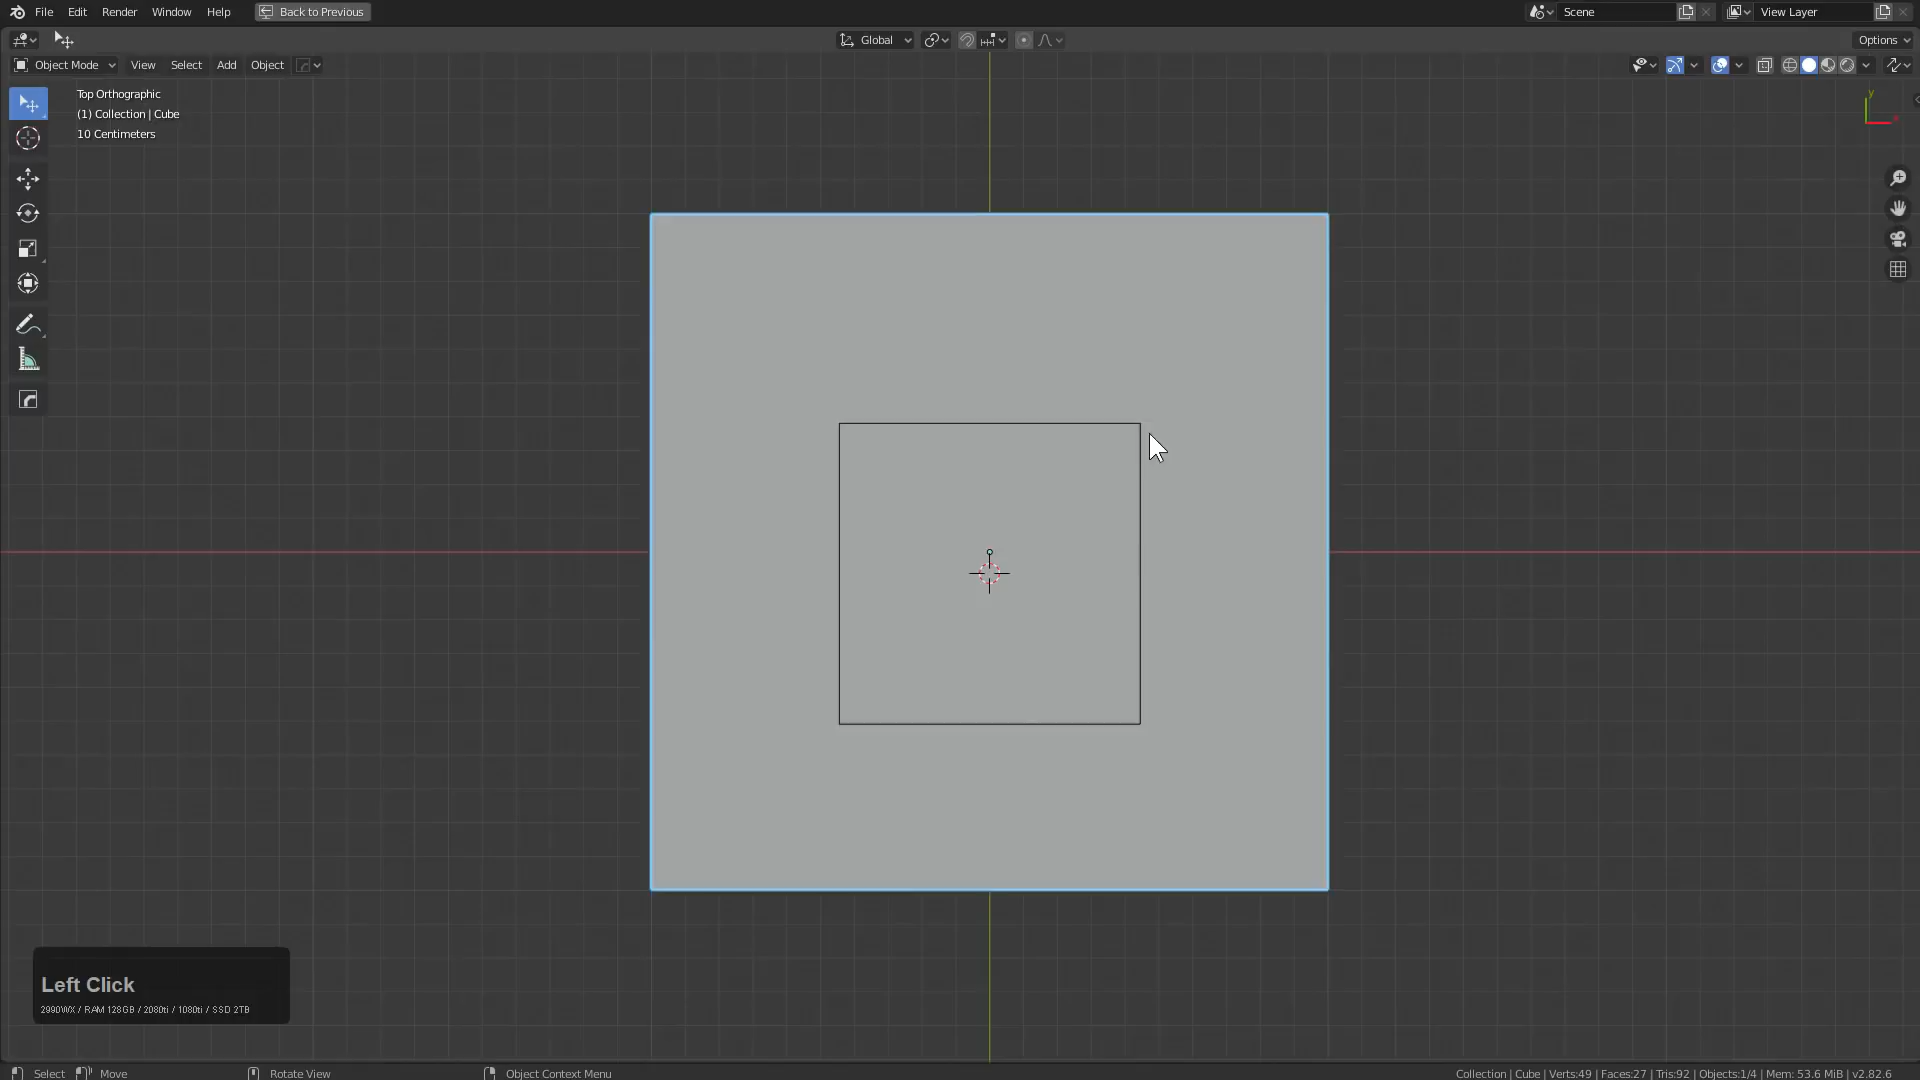 File Edit Render Window Help Back to Previous Scene View Layer
Global Options
Object Mode View Select Add Object
Top Orthographic
(1) Collection | Cube
10 Centimeters
y
Left Click
2990WX / RAM 128GB / 2080ti / 1080ti / SSD 2TB
Select Move Rotate View Object Context Menu Collection | Cube | Verts:49 | Faces:27 | Tris:92 | Objects:1/4 | Mem: 53.6 MiB | v2.82.6